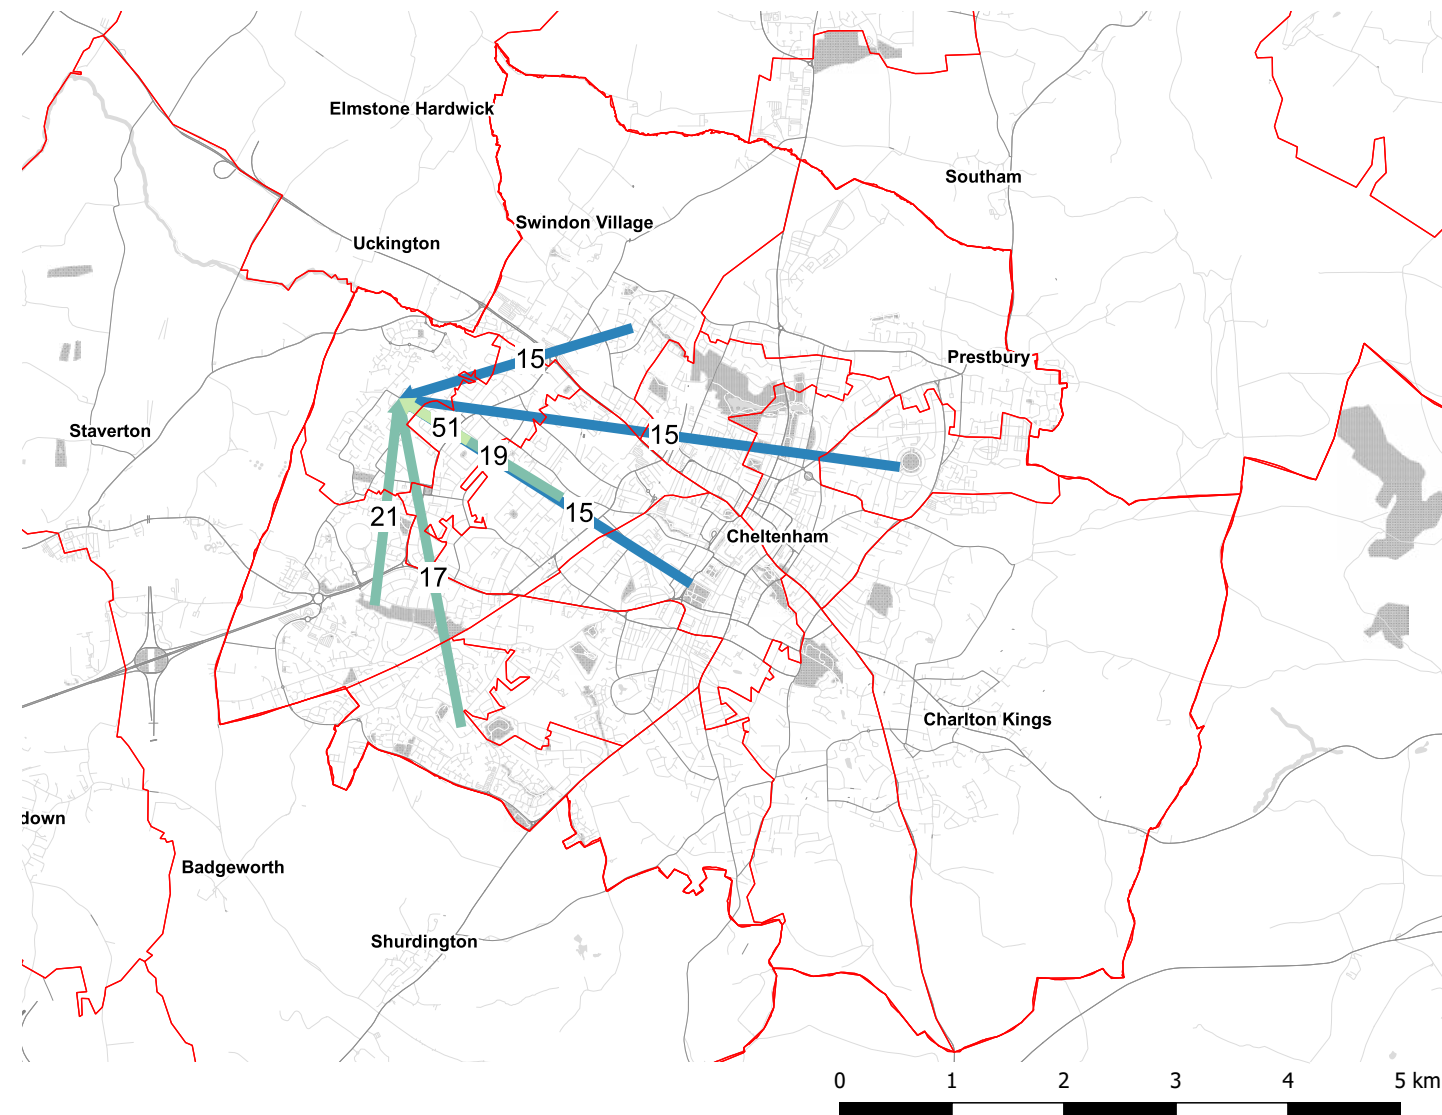 Elmstone Hardwick
Southam
Swindon Village
Uckington
15
Prestbury
51
15
Staverton
19
21
15
Cheltenham
17
Charlton Kings
down
Badgeworth
Shurdington
0 1 2 3 4 5 km